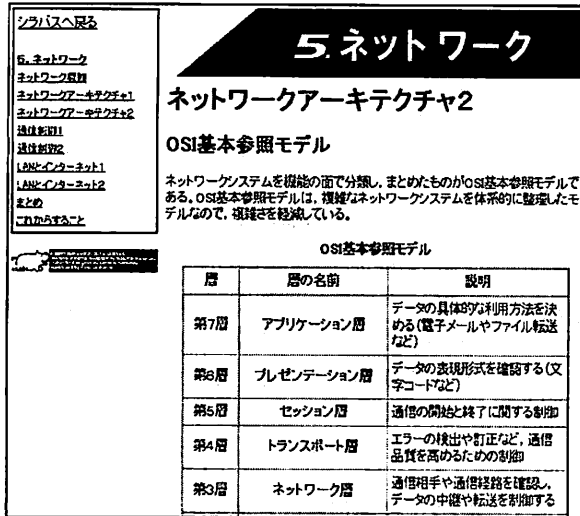 シラバスへ戻る
5. ネットワーク
ネットワーク
ネットワークアーキテクチャ1
ネットワークアーキテクチャ2
通信制御1
通信制御2
LANとインターネット1
LANとインターネット2
まとめ
これからすること
5.ネットワーク
ネットワークアーキテクチャ2
OSI基本参照モデル
ネットワークシステムを機能の面で分類し，まとめたものがOSI基本参照モデルで
ある。OSI基本参照モデルは，複雑なネットワークシステムを体系的に整理したモ
デルなので，複雑さを軽減している。
OSI基本参照モデル
層 層の名前 説明
第7層 アプリケーション層 データの具体的な利用方法を決
める(電子メールやファイル転送
など)
第6層 プレゼンテーション層 データの表現形式を確認する(文
字コードなど)
第5層 セッション層 通信の開始と終了に関する制御
第4層 トランスポート層 エラーの検出や訂正など，通信
品質を高めるための制御
第3層 ネットワーク層 通信相手や通信経路を確認し，
データの中継や転送を制御する